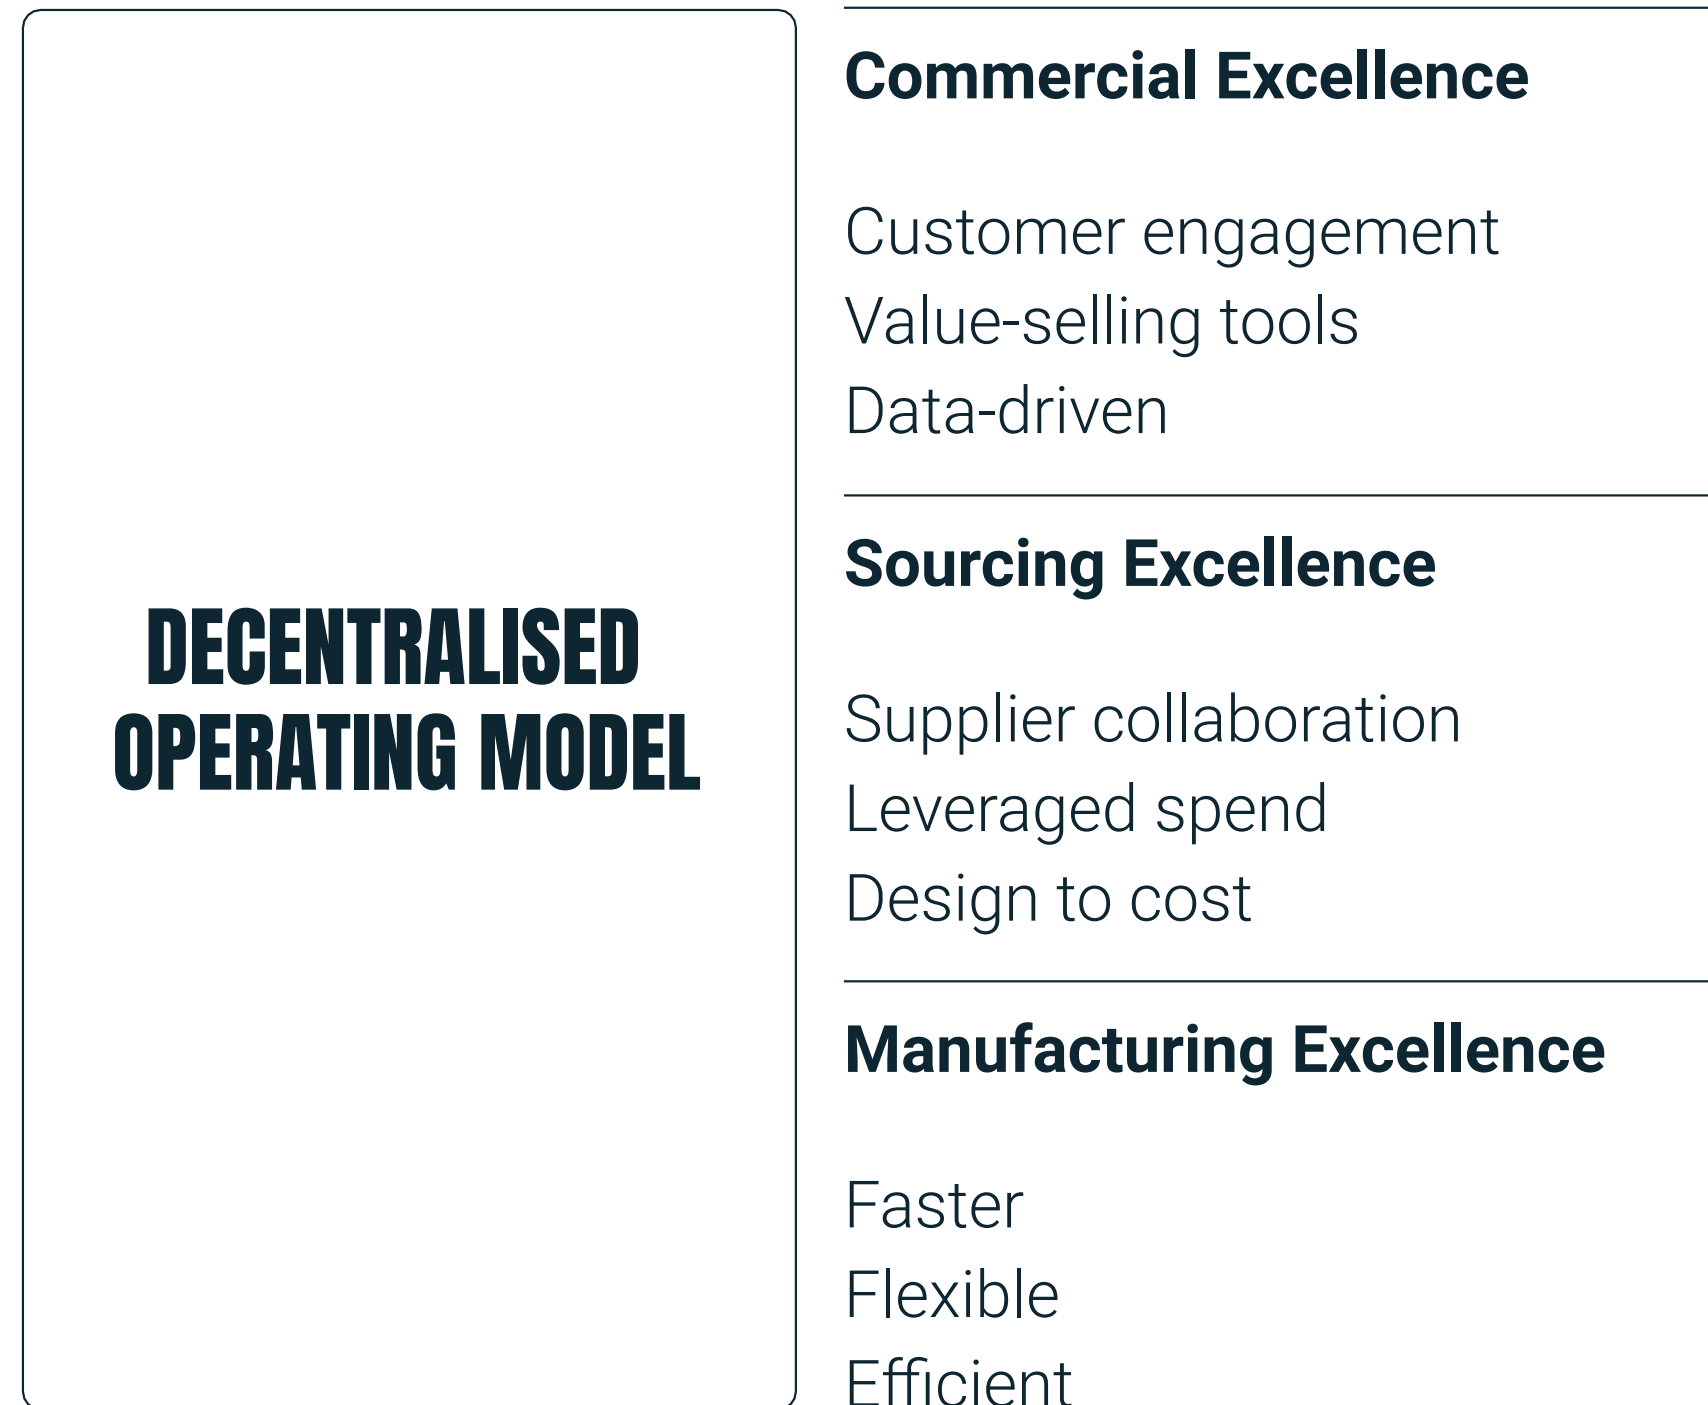 DECENTRALISED
OPERATING MODEL
Commercial Excellence
Customer engagement
Value-selling tools
Data-driven
Sourcing Excellence
Supplier collaboration
Leveraged spend
Design to cost
Manufacturing Excellence
Faster
Flexible
Efficient